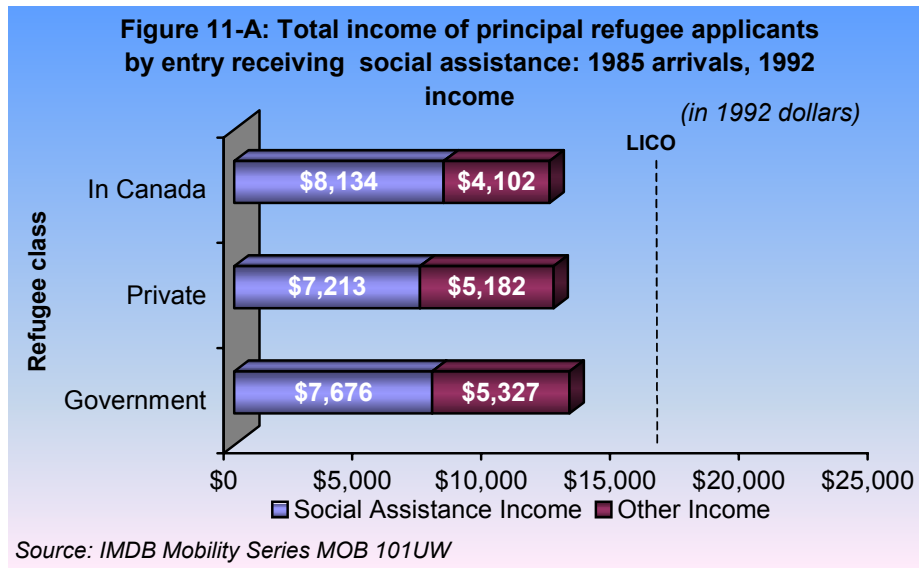 Figure 11-A: Total income of principal refugee applicants
by entry receiving social assistance: 1985 arrivals, 1992
income
(in 1992 dollars)
LICO
Refugee class
In Canada
$8,134
$4,102
Private
$7,213
$5,182
Government
$7,676
$5,327
$0 $5,000 $10,000 $15,000 $20,000 $25,000
Social Assistance Income Other Income
Source: IMDB Mobility Series MOB 101UW